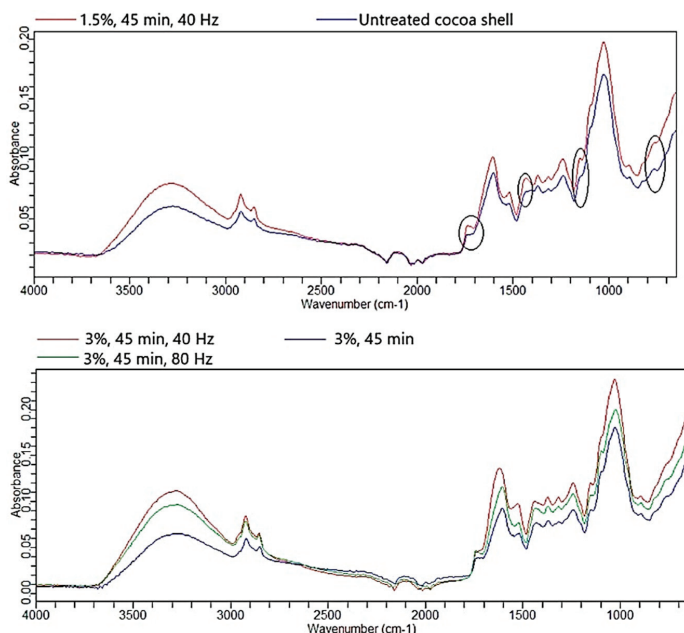 1.5%, 45 min, 40 Hz Untreated cocoa shell
0.20
0.15
0.10
0.05
Absorbance
4000 3500 3000 2500 2000 1500 1000
Wavenumber (cm-1)
3%, 45 min, 40 Hz 3%, 45 min
3%, 45 min, 80 Hz
0.20
0.15
0.10
0.05
0.00
Absorbance
4000 3500 3000 2500 2000 1500 1000
Wavenumber (cm-1)